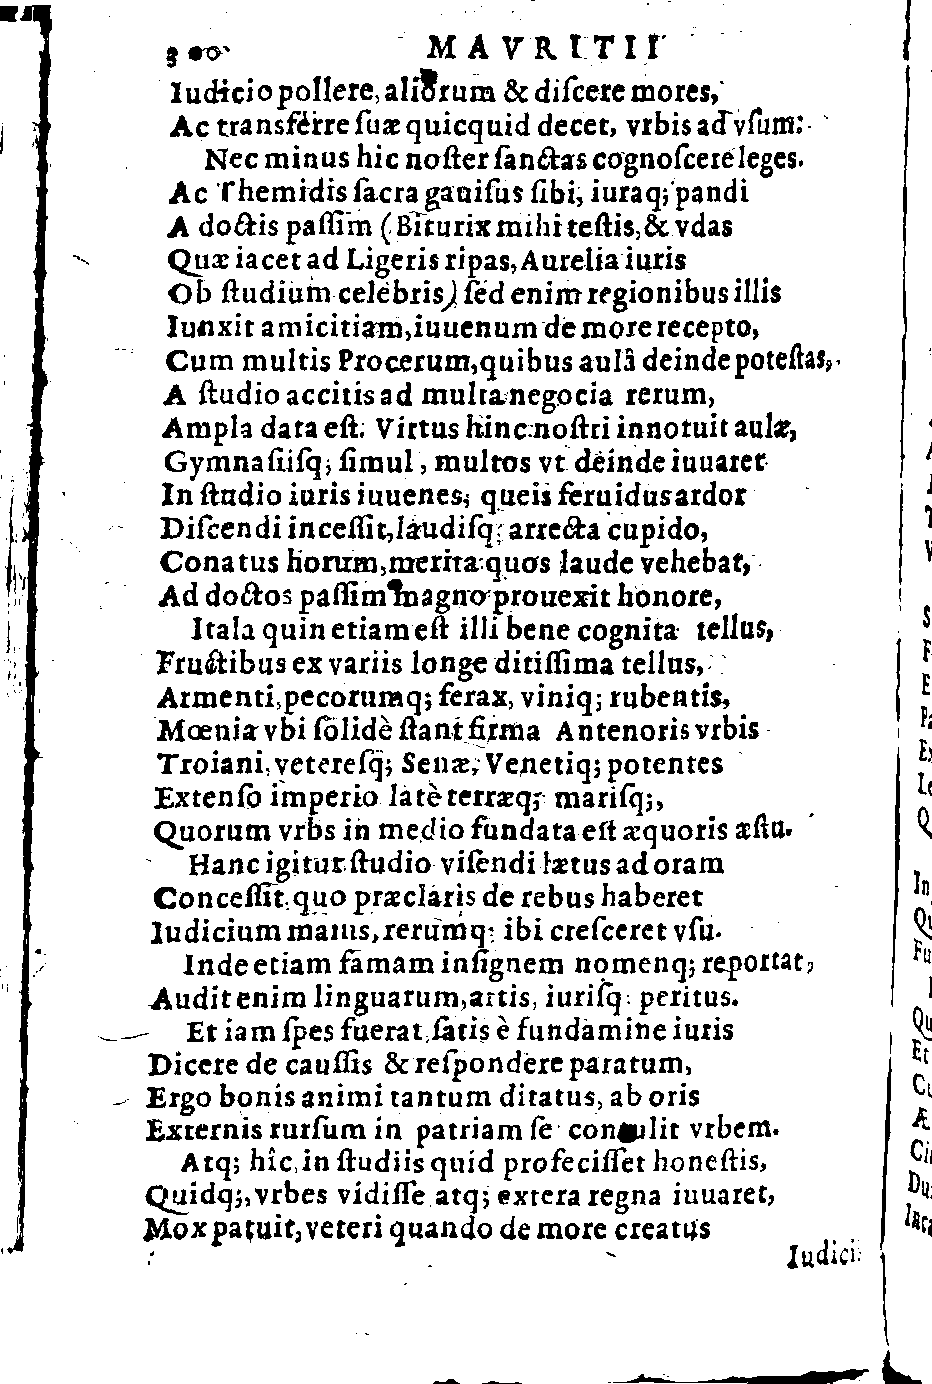 300 MAVRITII
Iudicio pollere, aliorum & diſcere mores,
Ac transférre ſuæ quicquid decet, vrbis ad vſum:
Nec minus hic noſter ſanctas cognoſcere leges.
Ac Themidis ſacra gauiſus ſibi, iuraq; pandi
A doctis paſſim (Biturix mihi teſtis, & vdas
Quæ iacet ad Ligeris ripas, Aurelia iuris
Ob ſtudium celebris) ſed enim regionibus illis
Iunxit amicitiam, iuuenum de more recepto,
Cum multis Procerum, quibus aulâ deinde poteſtas,
A ſtudio accitis ad multa negocia rerum,
Ampla data eſt. Virtus hinc noſtri innotuit aulæ,
Gymnaſiiſq; ſimul, multos vt deinde iuuaret
In ſtudio iuris iuuenes, queis feruidus ardor
Diſcendi inceſſit, laudiſq; arrecta cupido,
Conatus horum, merita quos laude vehebat,
Ad doctos paſſim magno prouexit honore,
Itala quin etiam eſt illi bene cognita tellus,
Fructibus ex variis longe ditiſſima tellus,
Armenti, pecorumq; ferax, viniq; rubentis,
Mœnia vbi ſolidè ſtant firma Antenoris vrbis
Troiani, vetereſq; Senæ, Venetiq; potentes
Extenſo imperio latè terræq; mariſq;,
Quorum vrbs in medio fundata eſt æquoris æſtu.
Hanc igitur ſtudio viſendi lætus ad oram
Conceſſit, quo præclaris de rebus haberet
Iudicium maius, rerumq; ibi creſceret vſu.
Inde etiam famam inſignem nomenq; reportat,
Audit enim linguarum, artis, iuriſq; peritus.
Et iam ſpes fuerat ſatis è fundamine iuris
Dicere de cauſſis & reſpondere paratum,
Ergo bonis animi tantum ditatus, ab oris
Externis rurſum in patriam ſe contulit vrbem.
Atq; hîc, in ſtudiis quid profeciſſet honeſtis,
Quidq;, vrbes vidiſſe atq; extera regna iuuaret,
Mox patuit, veteri quando de more creatus
Iudici